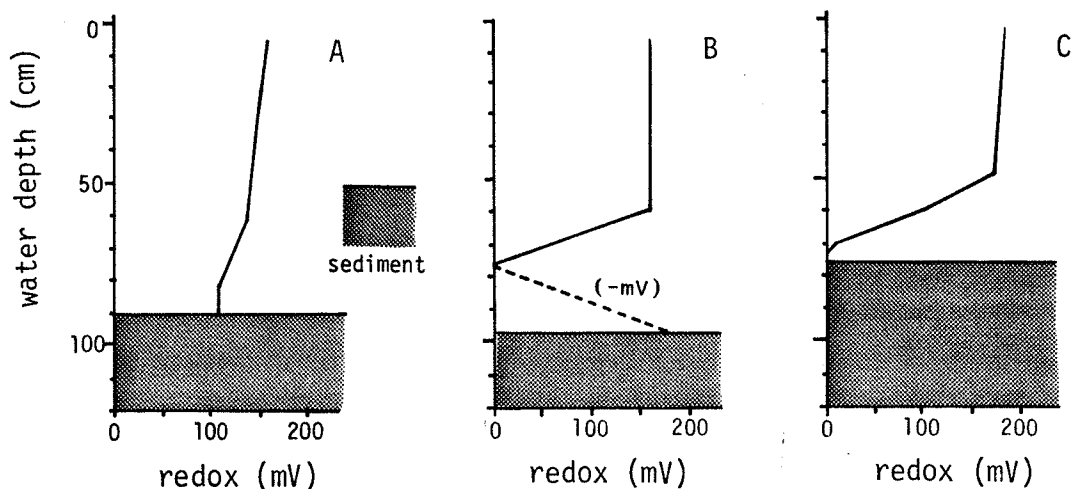 A
B
C
water depth (cm)
0
50
100
sediment
(-mV)
0
100
200
redox (mV)
0
100
200
redox (mV)
0
100
200
redox (mV)